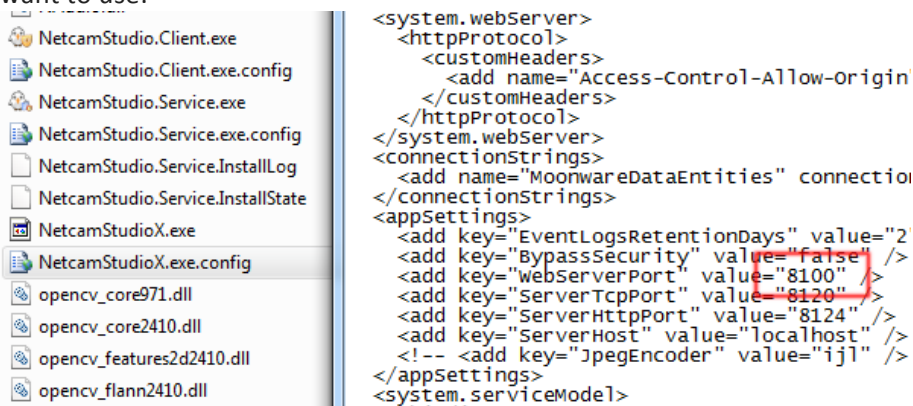 want to use.
NetcamStudio.Client.exe
NetcamStudio.Client.exe.config
NetcamStudio.Service.exe
NetcamStudio.Service.exe.config
NetcamStudio.Service.InstallLog
NetcamStudio.Service.InstallState
NetcamStudioX.exe
NetcamStudioX.exe.config
opencv_core971.dll
opencv_core2410.dll
opencv_features2d2410.dll
opencv_flann2410.dll
<system.webServer>
<httpProtocol>
<customHeaders>
<add name="Access-Control-Allow-Origin
</customHeaders>
</httpProtocol>
</system.webServer>
<connectionStrings>
<add name="MoonwareDataEntities" connection
</connectionStrings>
<appSettings>
<add key="EventLogsRetentionDays" value="2
<add key="BypassSecurity" value="false" />
<add key="WebServerPort" value="8100" />
<add key="ServerTcpPort" value="8120" />
<add key="ServerHttpPort" value="8124" />
<add key="ServerHost" value="localhost" />
<!-- <add key="JpegEncoder" value="ijl" />
</appSettings>
<system.serviceModel>